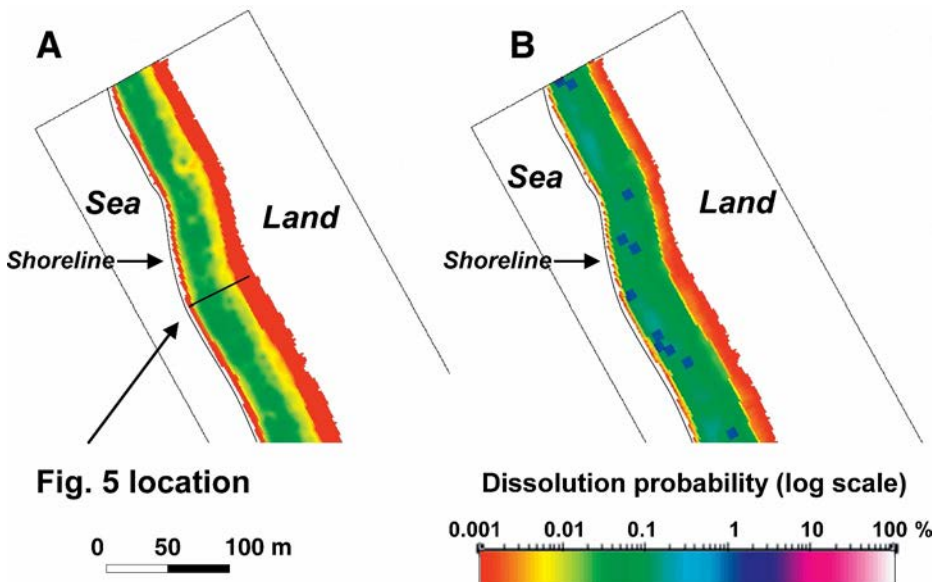 A
Sea
Land
Shoreline
Fig. 5 location
0 50 100 m
B
Sea
Land
Shoreline
Dissolution probability (log scale)
0.001 0.01 0.1 1 10 100 %